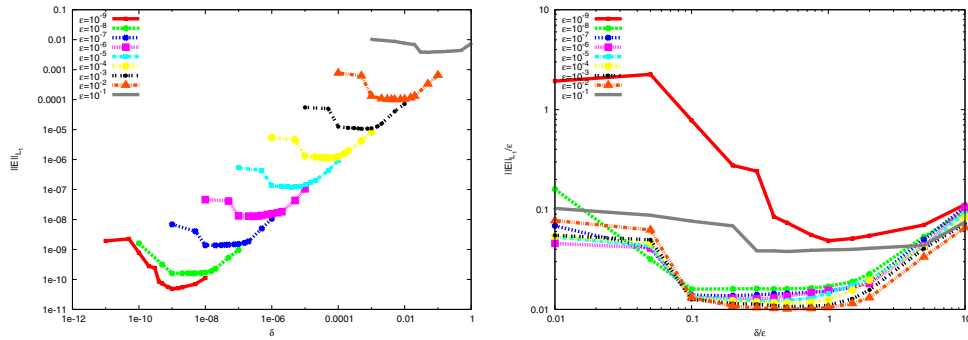 ε=10⁻⁹
ε=10⁻⁸
ε=10⁻⁷
ε=10⁻⁶
ε=10⁻⁵
ε=10⁻⁴
ε=10⁻³
ε=10⁻²
ε=10⁻¹
||E||L₁
0.1
0.01
0.001
0.0001
1e-05
1e-06
1e-07
1e-08
1e-09
1e-10
1e-11
1e-12 1e-10 1e-08 1e-06 0.0001 0.01 1
δ
ε=10⁻⁹
ε=10⁻⁸
ε=10⁻⁷
ε=10⁻⁶
ε=10⁻⁵
ε=10⁻⁴
ε=10⁻³
ε=10⁻²
ε=10⁻¹
||E||L₁/ε
10
1
0.1
0.01
0.01 0.1 1 10
δ/ε